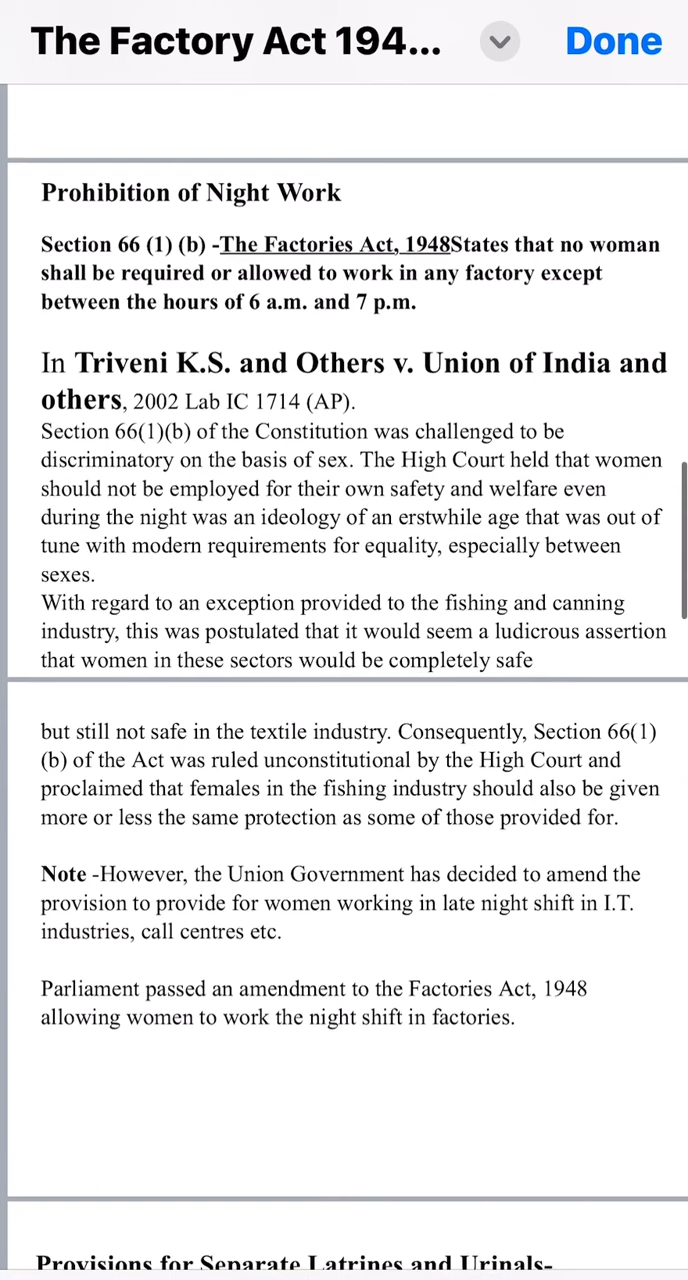 The Factory Act 194...
Done
Prohibition of Night Work
Section 66 (1) (b) -The Factories Act, 1948States that no woman
shall be required or allowed to work in any factory except
between the hours of 6 a.m. and 7 p.m.
In Triveni K.S. and Others v. Union of India and
others, 2002 Lab IC 1714 (AP).
Section 66(1)(b) of the Constitution was challenged to be
discriminatory on the basis of sex. The High Court held that women
should not be employed for their own safety and welfare even
during the night was an ideology of an erstwhile age that was out of
tune with modern requirements for equality, especially between
sexes.
With regard to an exception provided to the fishing and canning
industry, this was postulated that it would seem a ludicrous assertion
that women in these sectors would be completely safe
but still not safe in the textile industry. Consequently, Section 66(1)
(b) of the Act was ruled unconstitutional by the High Court and
proclaimed that females in the fishing industry should also be given
more or less the same protection as some of those provided for.
Note -However, the Union Government has decided to amend the
provision to provide for women working in late night shift in I.T.
industries, call centres etc.
Parliament passed an amendment to the Factories Act, 1948
allowing women to work the night shift in factories.
Provisions for Separate Latrines and Urinals-